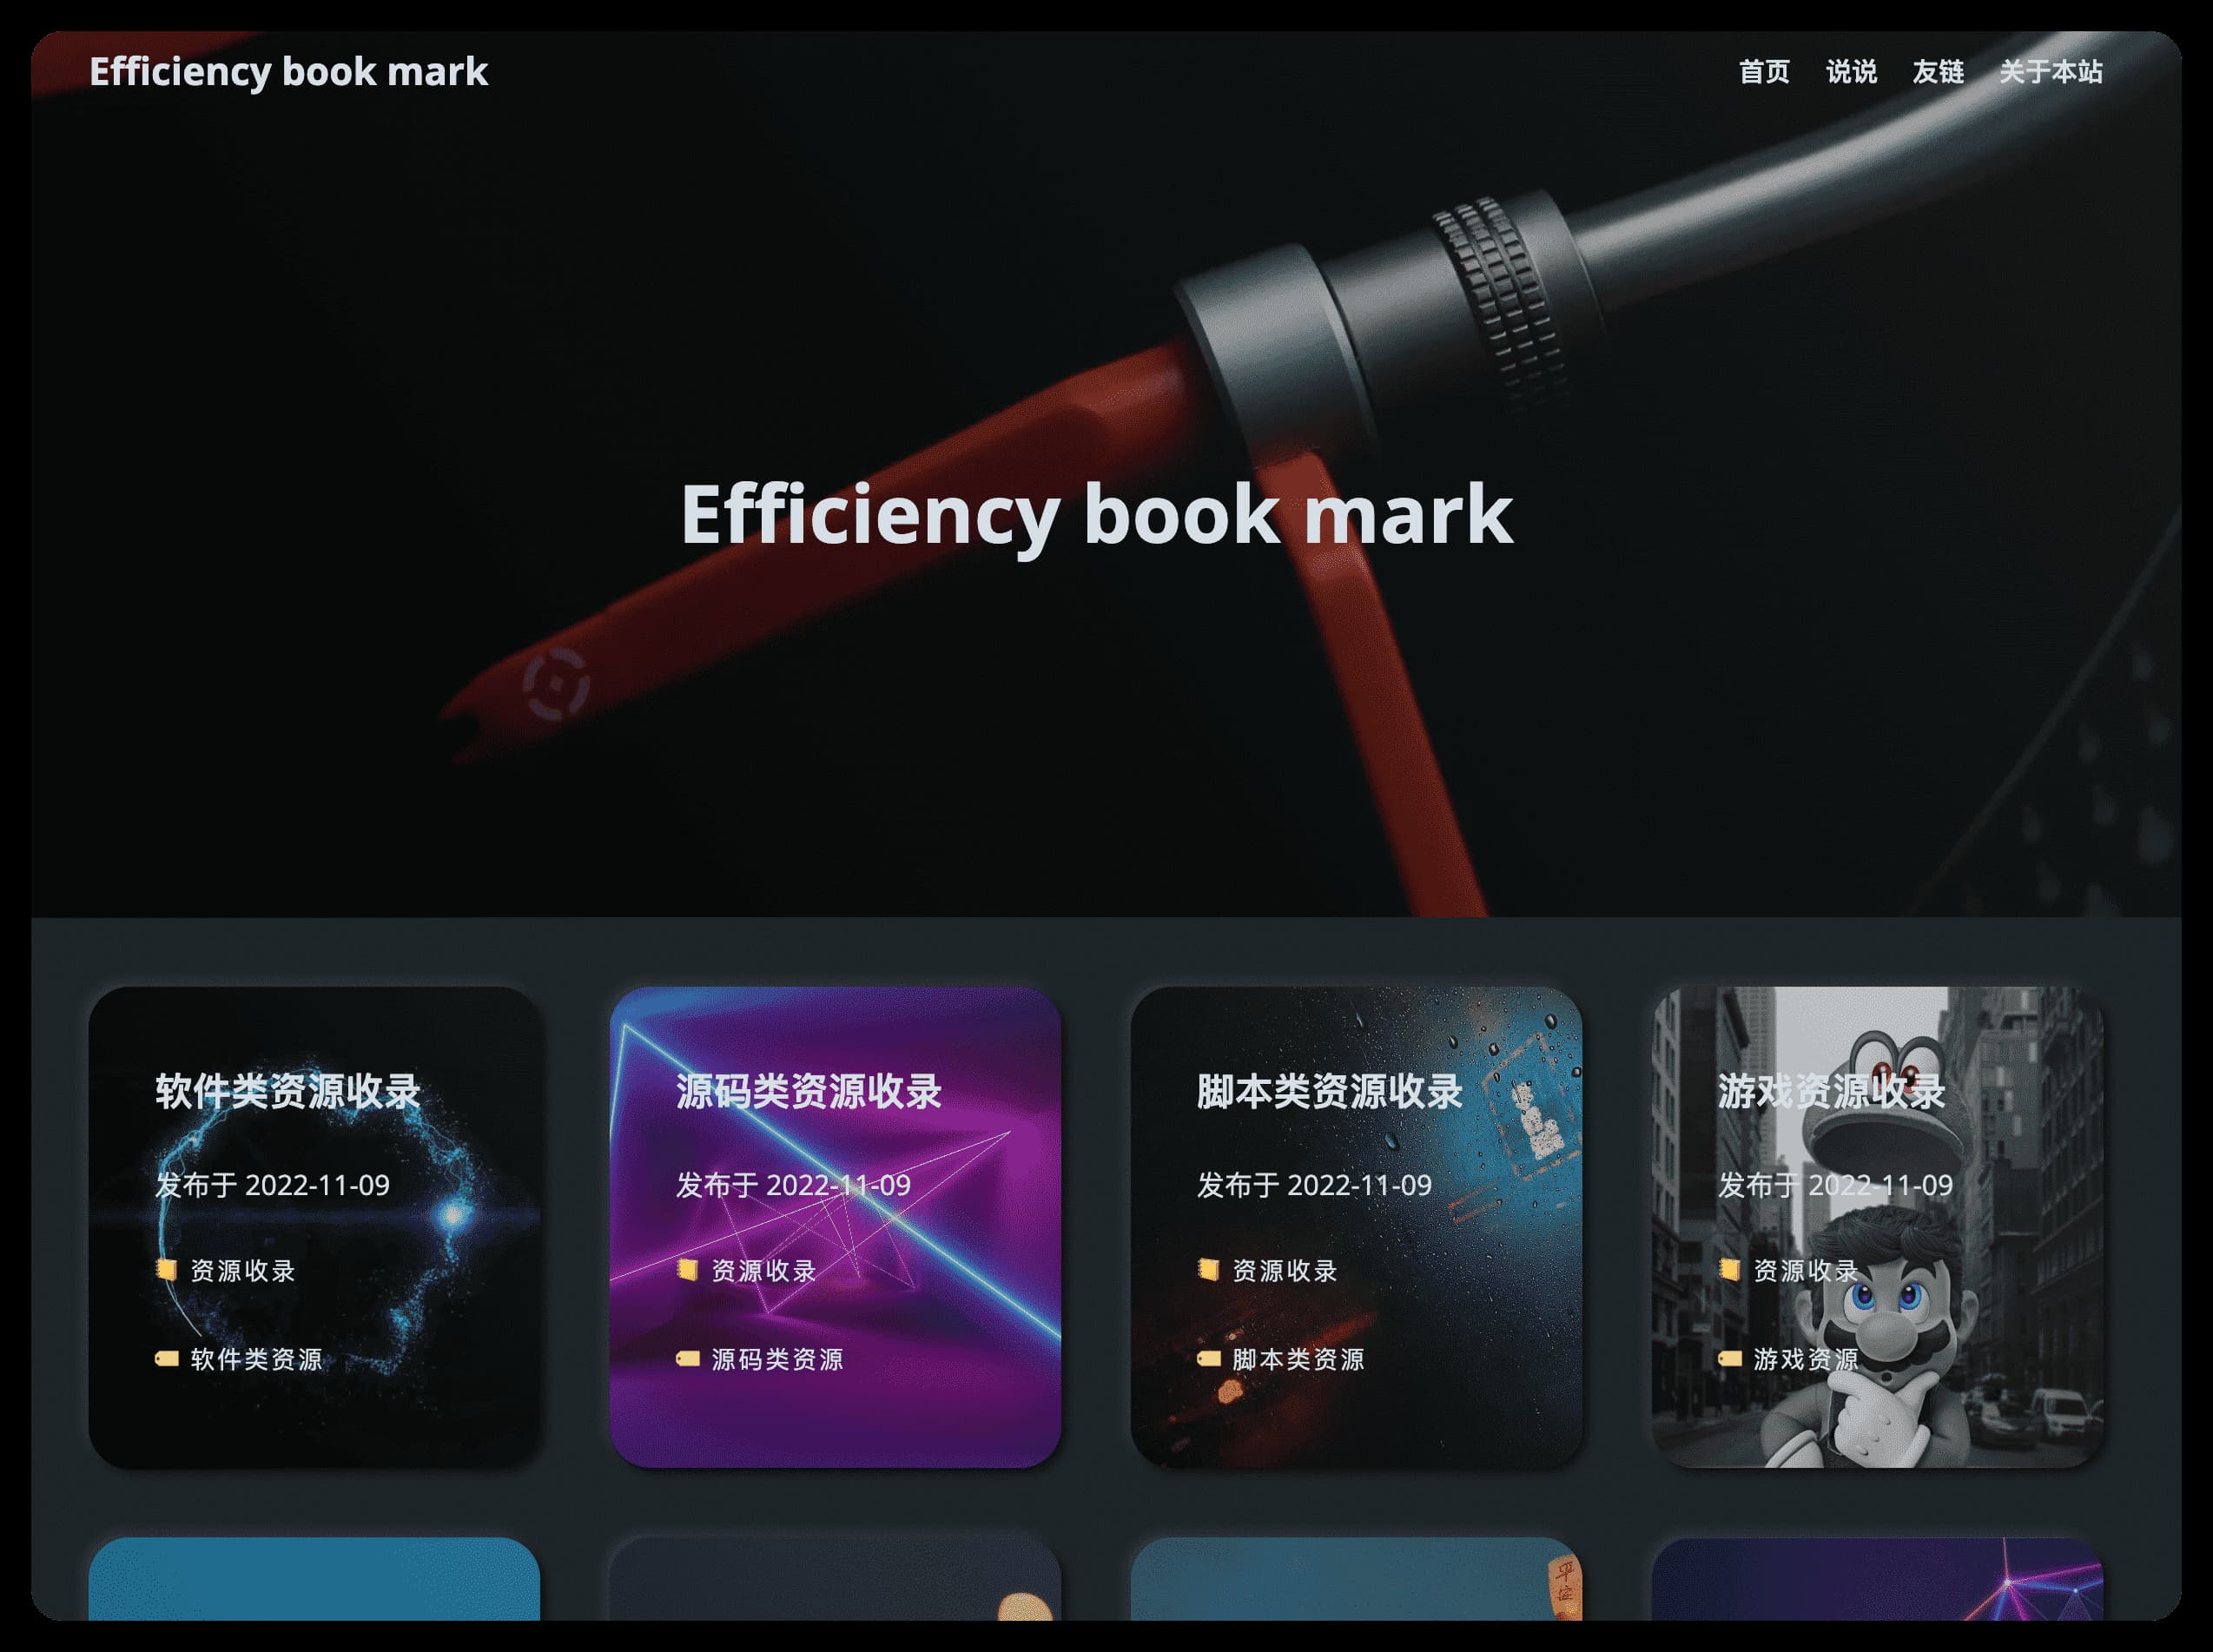 Efficiency book mark
首页 说说 友链 关于本站
Efficiency book mark
软件类资源收录
发布于 2022-11-09
资源收录
软件类资源
源码类资源收录
发布于 2022-11-09
资源收录
源码类资源
脚本类资源收录
发布于 2022-11-09
资源收录
脚本类资源
游戏资源收录
发布于 2022-11-09
资源收录
游戏资源
平安